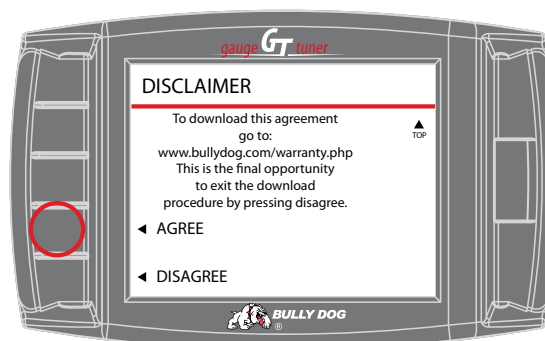 gauge GT tuner
DISCLAIMER
To download this agreement
go to:
www.bullydog.com/warranty.php
This is the final opportunity
to exit the download
procedure by pressing disagree.
TOP
AGREE
DISAGREE
BULLY DOG
®